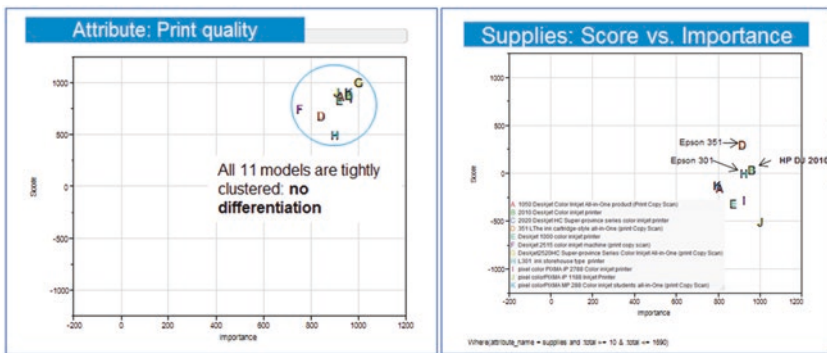 Attribute: Print quality
1000
500
0
-500
-1000
Score
G
F
D
H
All 11 models are tightly
clustered: no
differentiation
-200
0
200
400
600
800
1000
1200
importance
Supplies: Score vs. Importance
1000
500
0
-500
-1000
Score
Epson 351
D
Epson 301
H
HP DJ 2010
K
A
E
I
J
A 1050 Deskjet Color Inkjet All-in-One product (Print Copy Scan)
B 2010 Deskjet Color inkjet printer
C 2020 Deskjet HC Super-province series color inkjet printer
D 351 LThe ink cartridge-style all-in-One (print Copy Scan)
E Deskjet 1000 color inkjet printer
F Deskjet 2515 color inkjet machine (print copy scan)
G Deskjet2520HC Super-province Series Color Inkjet All-in-One (print Copy Scan)
H L301 ink storehouse type printer
I pixel color PIXMA iP 2788 Color inkjet printer
J pixel colorPIXMA iP 1188 Inkjet Printer
K pixel colorPIXMA MP 288 Color inkjet students all-in-One (print Copy Scan)
-200
0
200
400
600
800
1000
1200
importance
Where(attribute_name = supplies and :total >= 10 & :total <= 1690)